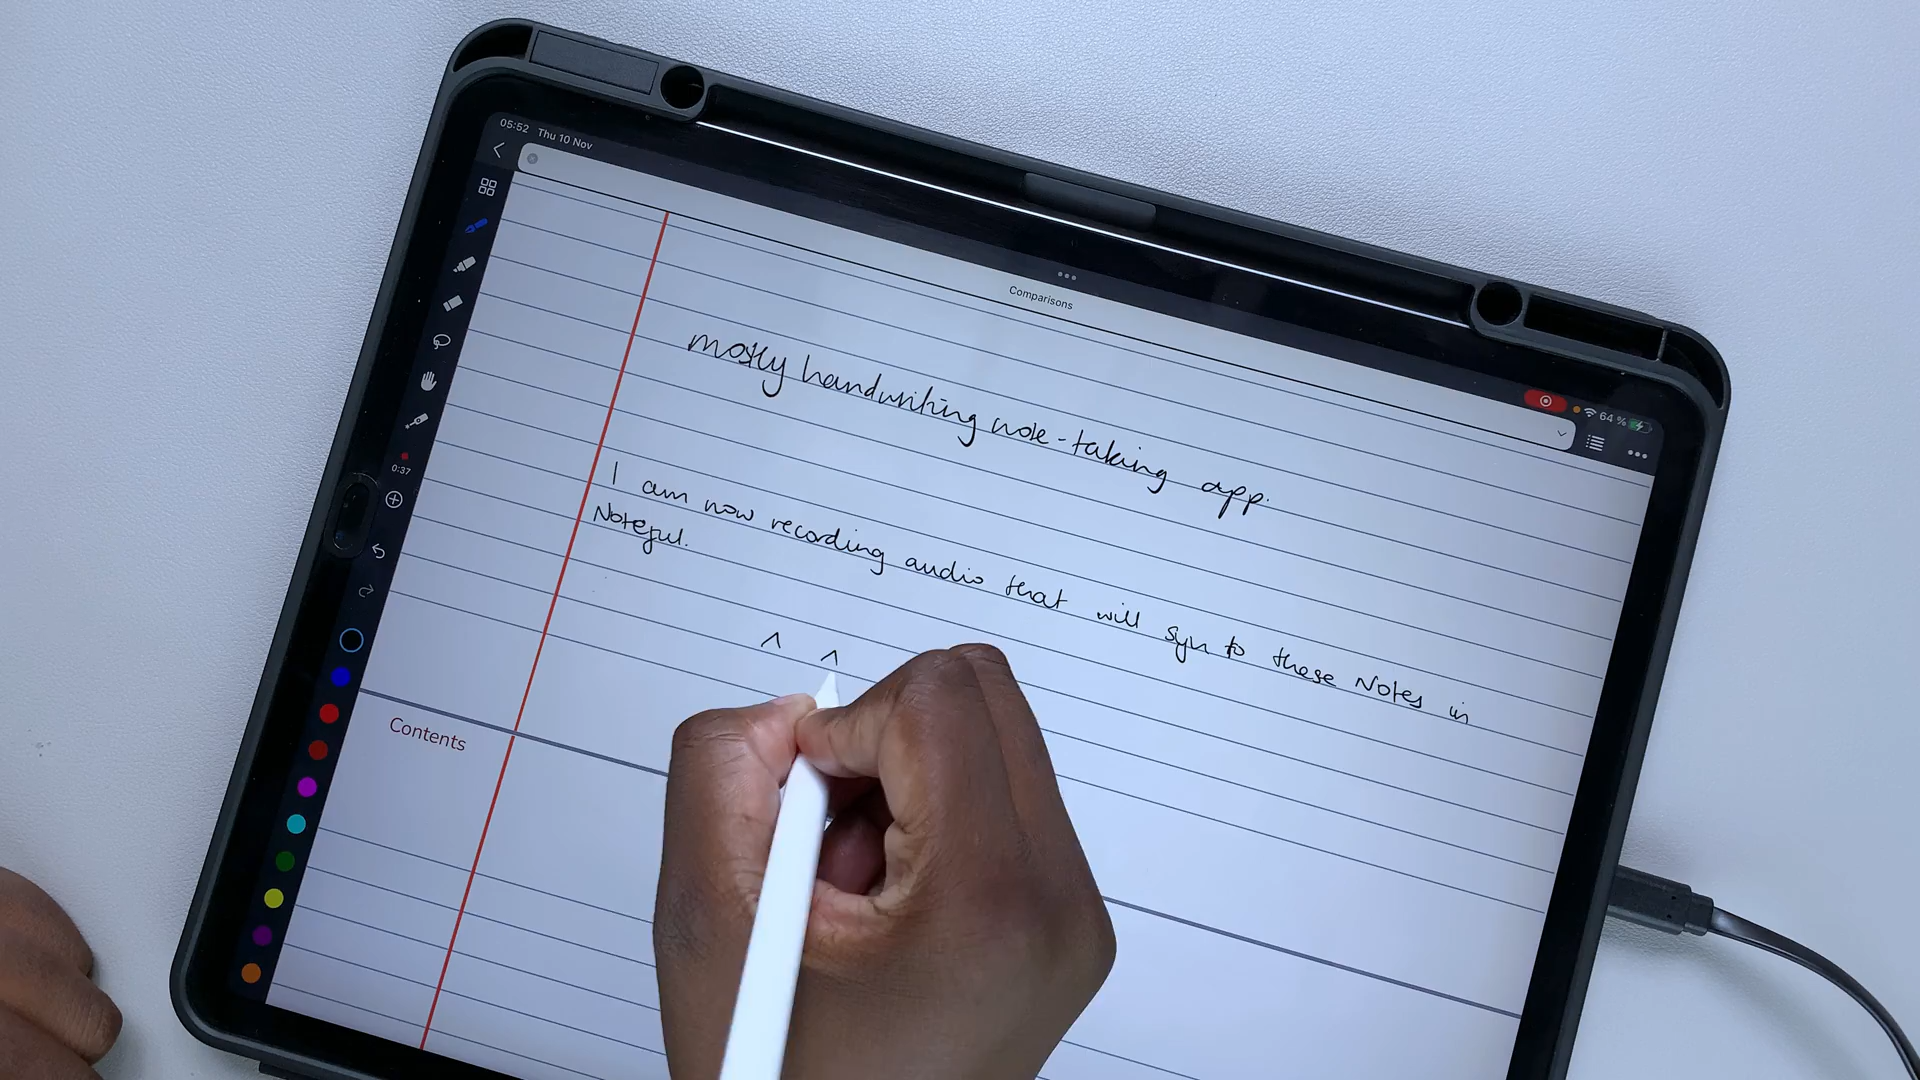 05:52 Thu 10 Nov
Comparisons
64 %
0:37
mostly handwriting note-taking app.
I am now recording audio that will syn to these Notes in
Noteful.
^ ^
Contents